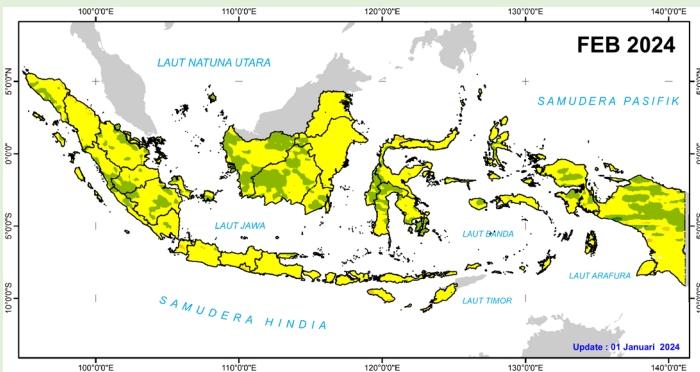 100°0'0"E 110°0'0"E 120°0'0"E 130°0'0"E 140°0'0"E
FEB 2024
LAUT NATUNA UTARA
5°0'0"N
5°0'0"N
SAMUDERA PASIFIK
0°0'0"
0°0'0"
5°0'0"S
5°0'0"S
LAUT JAWA
LAUT BANDA
LAUT ARAFURA
10°0'0"S
10°0'0"S
SAMUDERA HINDIA
LAUT TIMOR
Update : 01 Januari 2024
100°0'0"E 110°0'0"E 120°0'0"E 130°0'0"E 140°0'0"E